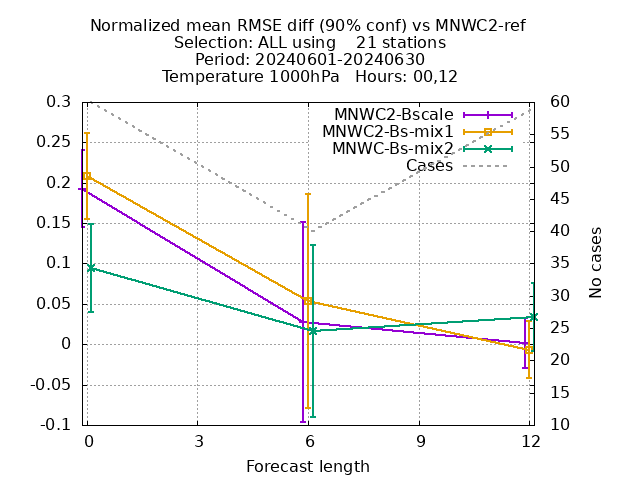 Normalized mean RMSE diff (90% conf) vs MNWC2-ref
Selection: ALL using 21 stations
Period: 20240601-20240630
Temperature 1000hPa Hours: 00,12
MNWC2-Bscale
MNWC2-Bs-mix1
MNWC-Bs-mix2
Cases
0.3
0.25
0.2
0.15
0.1
0.05
0
-0.05
-0.1
60
55
50
45
40
35
30
25
20
15
10
No cases
0 3 6 9 12
Forecast length